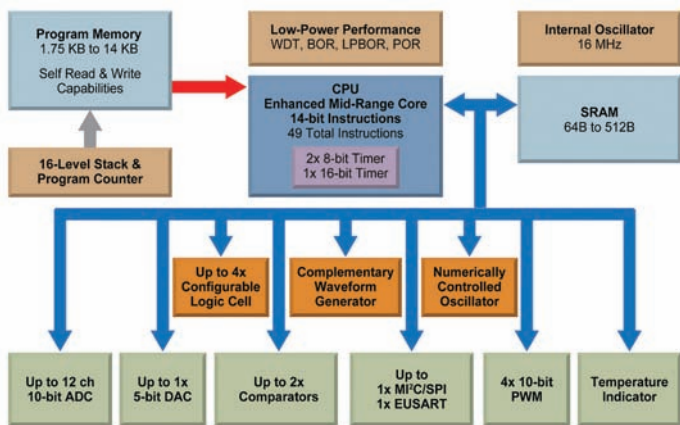 Program Memory
1.75 KB to 14 KB
Self Read & Write
Capabilities
Low-Power Performance
WDT, BOR, LPBOR, POR
Internal Oscillator
16 MHz
CPU
Enhanced Mid-Range Core
14-bit Instructions
49 Total Instructions
2x 8-bit Timer
1x 16-bit Timer
SRAM
64B to 512B
16-Level Stack &
Program Counter
Up to 4x
Configurable
Logic Cell
Complementary
Waveform
Generator
Numerically
Controlled
Oscillator
Up to 12 ch
10-bit ADC
Up to 1x
5-bit DAC
Up to 2x
Comparators
Up to
1x MI²C/SPI
1x EUSART
4x 10-bit
PWM
Temperature
Indicator